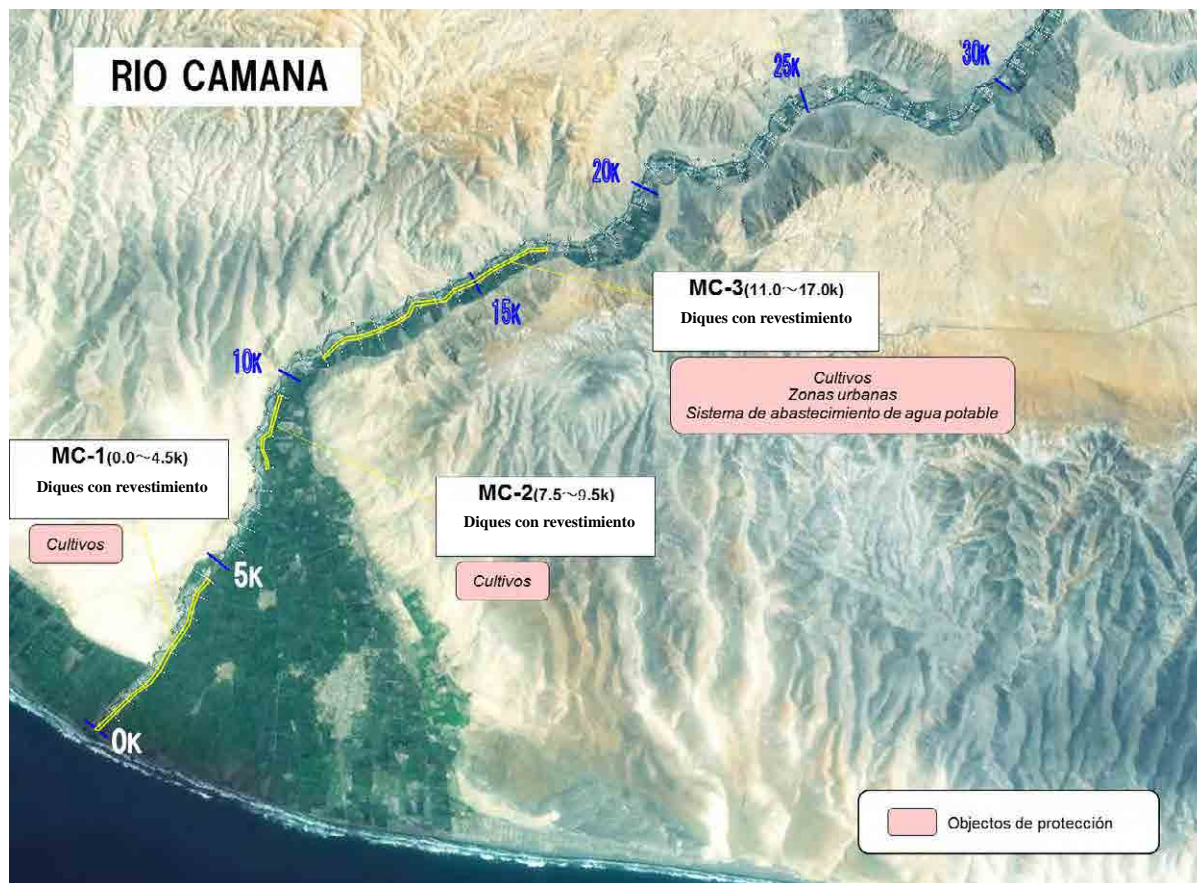 RIO CAMANA
30K
25K
20K
15K
10K
5K
0K
MC-3(11.0~17.0k)
Diques con revestimiento
Cultivos
Zonas urbanas
Sistema de abastecimiento de agua potable
MC-1(0.0~4.5k)
Diques con revestimiento
Cultivos
MC-2(7.5~9.5k)
Diques con revestimiento
Cultivos
Objectos de protección